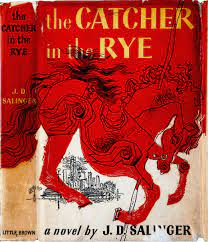 the
CATCHER
in the
RYE
J. D.
SALINGER
LITTLE BROWN
the CATCHER
in the RYE
a novel by J. D. SALINGER